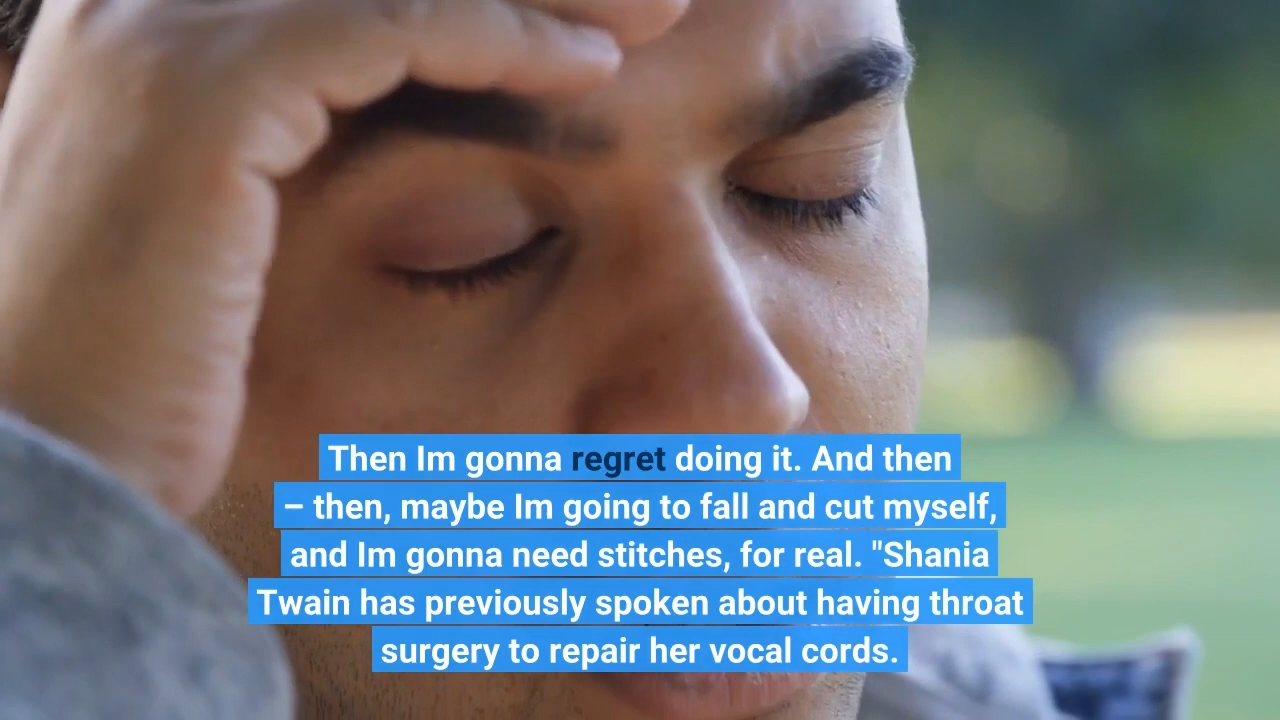 Then Im gonna regret doing it. And then
– then, maybe Im going to fall and cut myself,
and Im gonna need stitches, for real. "Shania
Twain has previously spoken about having throat
surgery to repair her vocal cords.